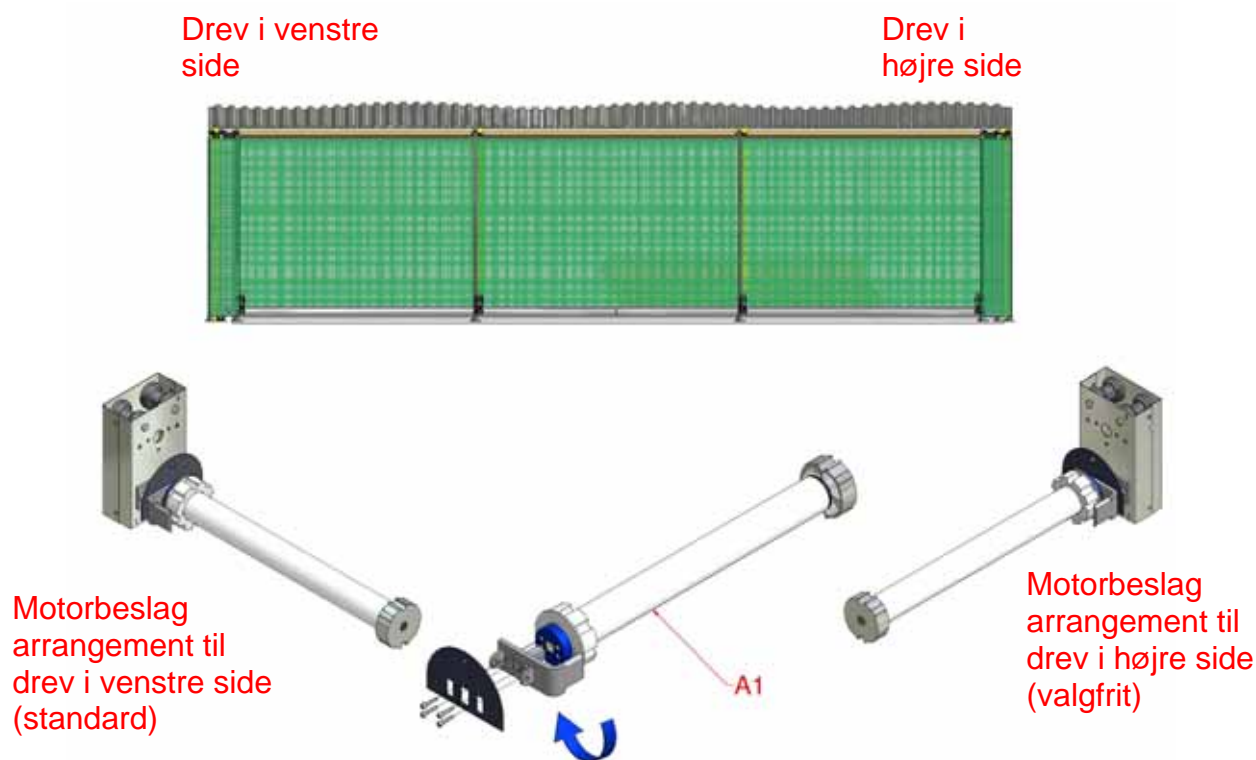 Drev i venstre
side
Drev i
højre side
Motorbeslag
arrangement til
drev i venstre side
(standard)
A1
Motorbeslag
arrangement til
drev i højre side
(valgfrit)